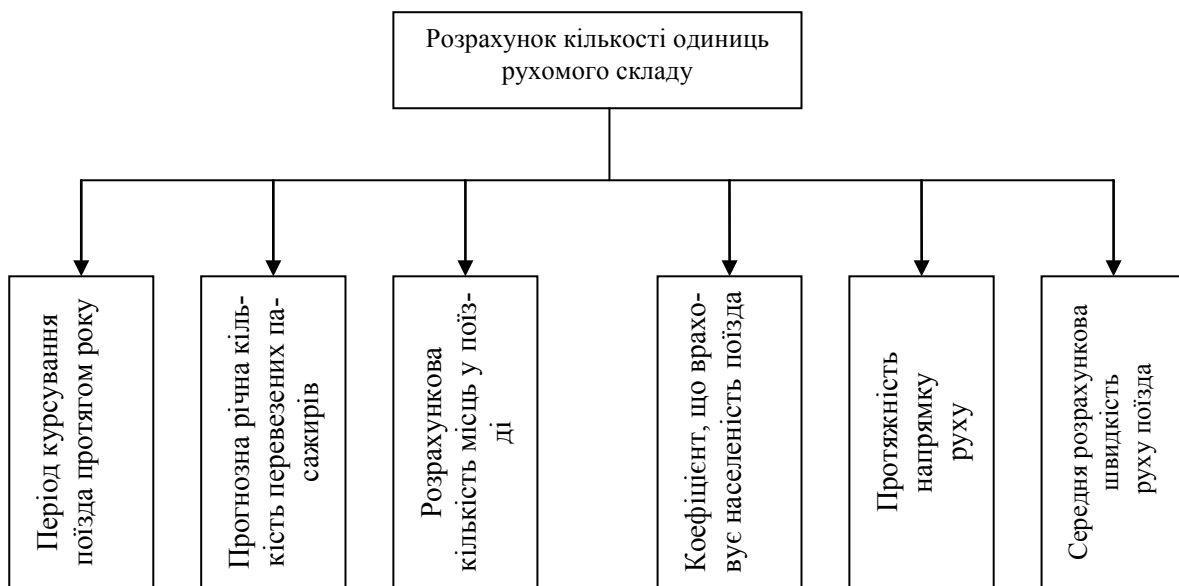 Розрахунок кількості одиниць
рухомого складу
Період курсування
поїзда протягом року
Прогнозна річна кіль-
кість перевезених па-
сажирів
Розрахункова
кількість місць у поїз-
ді
Коефіцієнт, що врахо-
вує населеність поїзда
Протяжність
напрямку
руху
Середня розрахункова
швидкість
руху поїзда